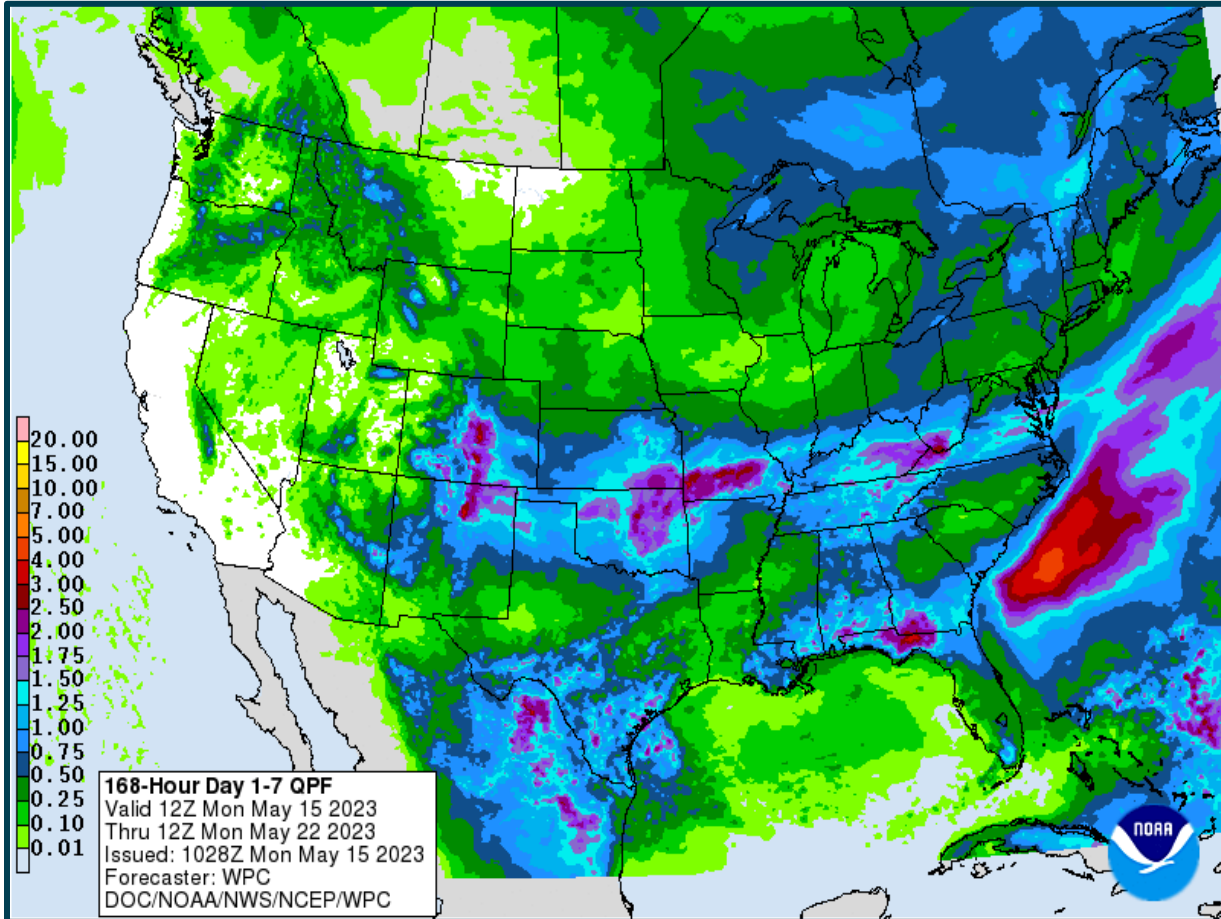 20.00
15.00
10.00
7.00
5.00
4.00
3.00
2.50
2.00
1.75
1.50
1.25
1.00
0.75
0.50
0.25
0.10
0.01
168-Hour Day 1-7 QPF
Valid 12Z Mon May 15 2023
Thru 12Z Mon May 22 2023
Issued: 1028Z Mon May 15 2023
Forecaster: WPC
DOC/NOAA/NWS/NCEP/WPC
NOAA